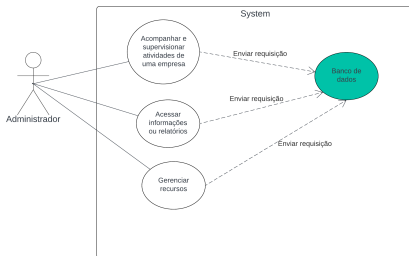 System
Acompanhar e
supervisionar
atividades de
uma empresa
Enviar requisição
Banco de
dados
Administrador
Acessar
informações
ou relatórios
Enviar requisição
Gerenciar
recursos
Enviar requisição